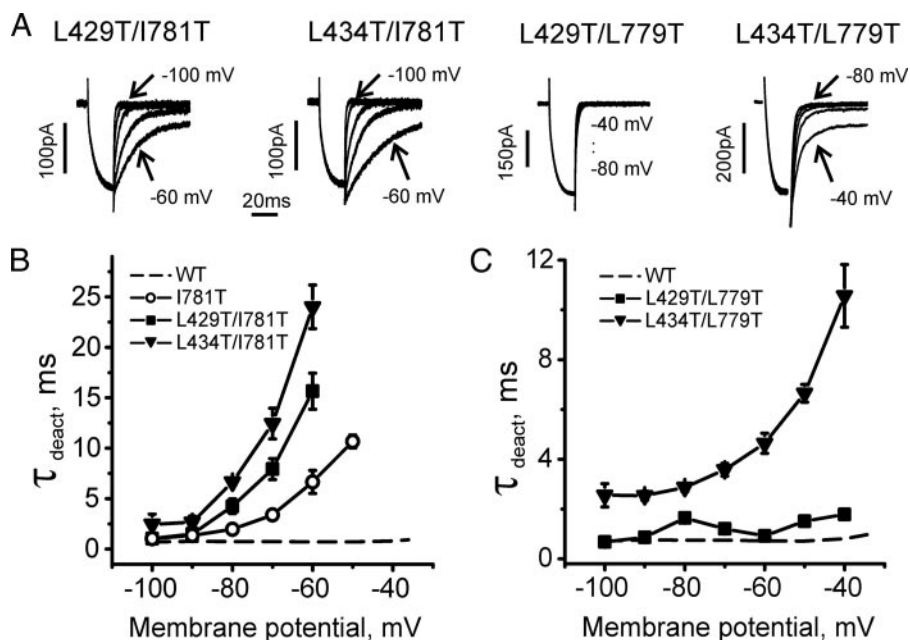 A
L429T/I781T L434T/I781T L429T/L779T L434T/L779T
-100 mV -100 mV -80 mV
100pA 100pA 150pA 200pA
-40 mV
:
-80 mV
-60 mV -60 mV -40 mV
20ms
B
WT
I781T
L429T/I781T
L434T/I781T
τ deact, ms
25
20
15
10
5
0
-100 -80 -60 -40
Membrane potential, mV
C
WT
L429T/L779T
L434T/L779T
τ deact, ms
12
8
4
0
-100 -80 -60 -40
Membrane potential, mV